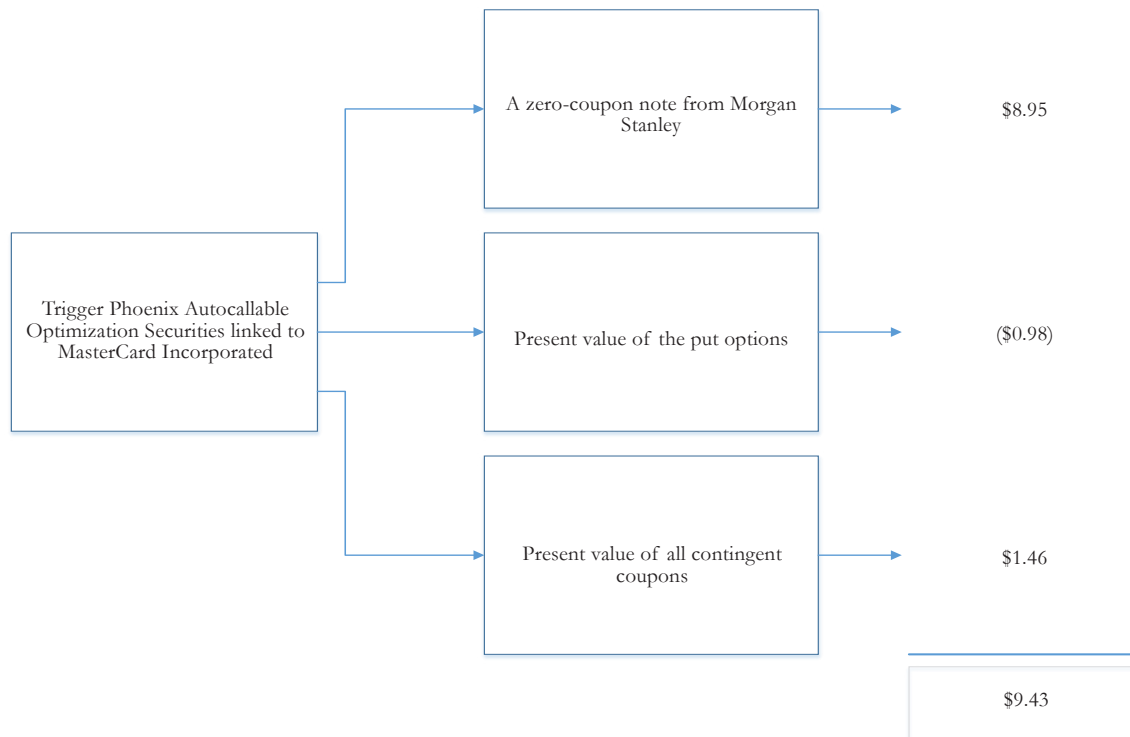 A zero-coupon note from Morgan
Stanley
$8.95
Trigger Phoenix Autocallable
Optimization Securities linked to
MasterCard Incorporated
Present value of the put options
($0.98)
Present value of all contingent
coupons
$1.46
$9.43